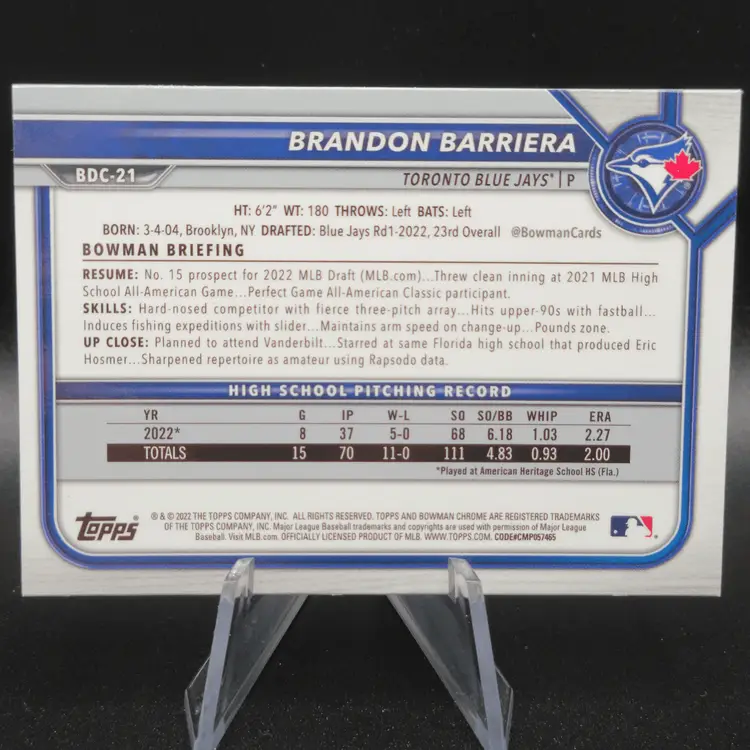 BRANDON BARRIERA
BDC-21
TORONTO BLUE JAYS® | P
HT: 6'2" WT: 180 THROWS: Left BATS: Left
BORN: 3-4-04, Brooklyn, NY DRAFTED: Blue Jays Rd1-2022, 23rd Overall @BowmanCards
BOWMAN BRIEFING
RESUME: No. 15 prospect for 2022 MLB Draft (MLB.com)...Threw clean inning at 2021 MLB High
School All-American Game...Perfect Game All-American Classic participant.
SKILLS: Hard-nosed competitor with fierce three-pitch array...Hits upper-90s with fastball...
Induces fishing expeditions with slider...Maintains arm speed on change-up...Pounds zone.
UP CLOSE: Planned to attend Vanderbilt...Starred at same Florida high school that produced Eric
Hosmer...Sharpened repertoire as amateur using Rapsodo data.
HIGH SCHOOL PITCHING RECORD
YR G IP W-L SO SO/BB WHIP ERA
2022* 8 37 5-0 68 6.18 1.03 2.27
TOTALS 15 70 11-0 111 4.83 0.93 2.00
*Played at American Heritage School HS (Fla.)
Topps®
® & © 2022 THE TOPPS COMPANY, INC. ALL RIGHTS RESERVED. TOPPS AND BOWMAN CHROME ARE REGISTERED TRADEMARKS
OF THE TOPPS COMPANY, INC. Major League Baseball trademarks and copyrights are used with permission of Major League
Baseball. Visit MLB.com. OFFICIALLY LICENSED PRODUCT OF MLB. WWW.TOPPS.COM. CODE#CMP057465